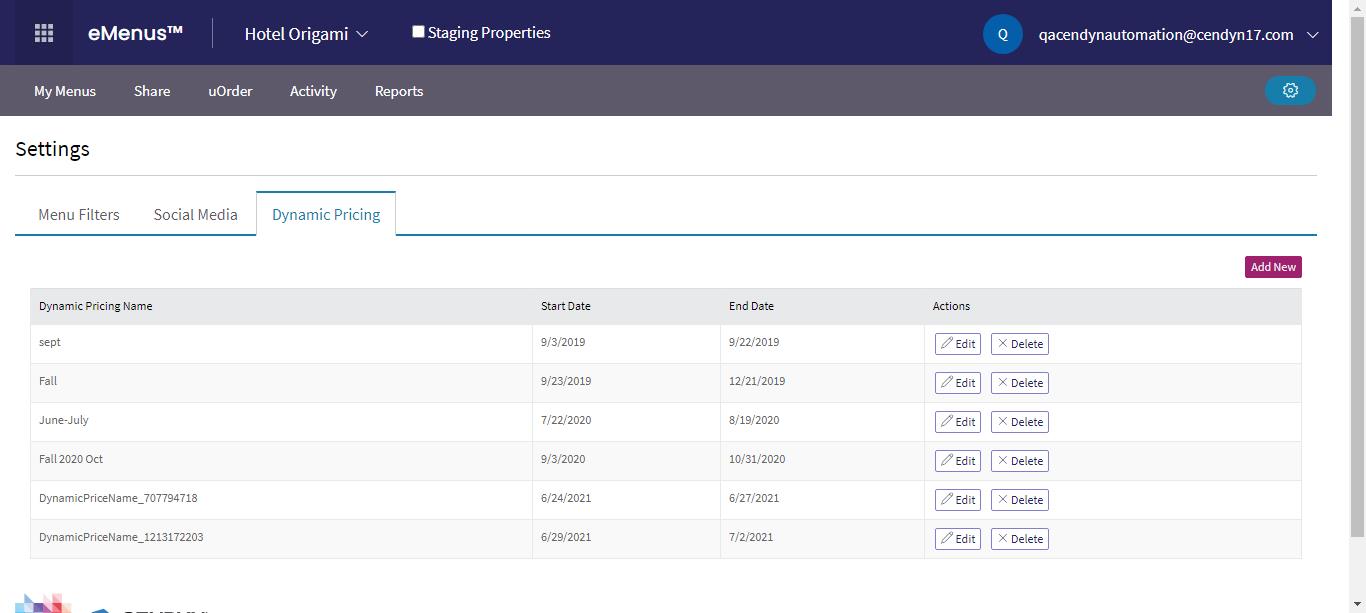 eMenus™ Hotel Origami Staging Properties Q qacendynautomation@cendyn17.com
My Menus Share uOrder Activity Reports
Settings
Menu Filters Social Media Dynamic Pricing
Add New
Dynamic Pricing Name Start Date End Date Actions
sept 9/3/2019 9/22/2019 Edit Delete
Fall 9/23/2019 12/21/2019 Edit Delete
June-July 7/22/2020 8/19/2020 Edit Delete
Fall 2020 Oct 9/3/2020 10/31/2020 Edit Delete
DynamicPriceName_707794718 6/24/2021 6/27/2021 Edit Delete
DynamicPriceName_1213172203 6/29/2021 7/2/2021 Edit Delete